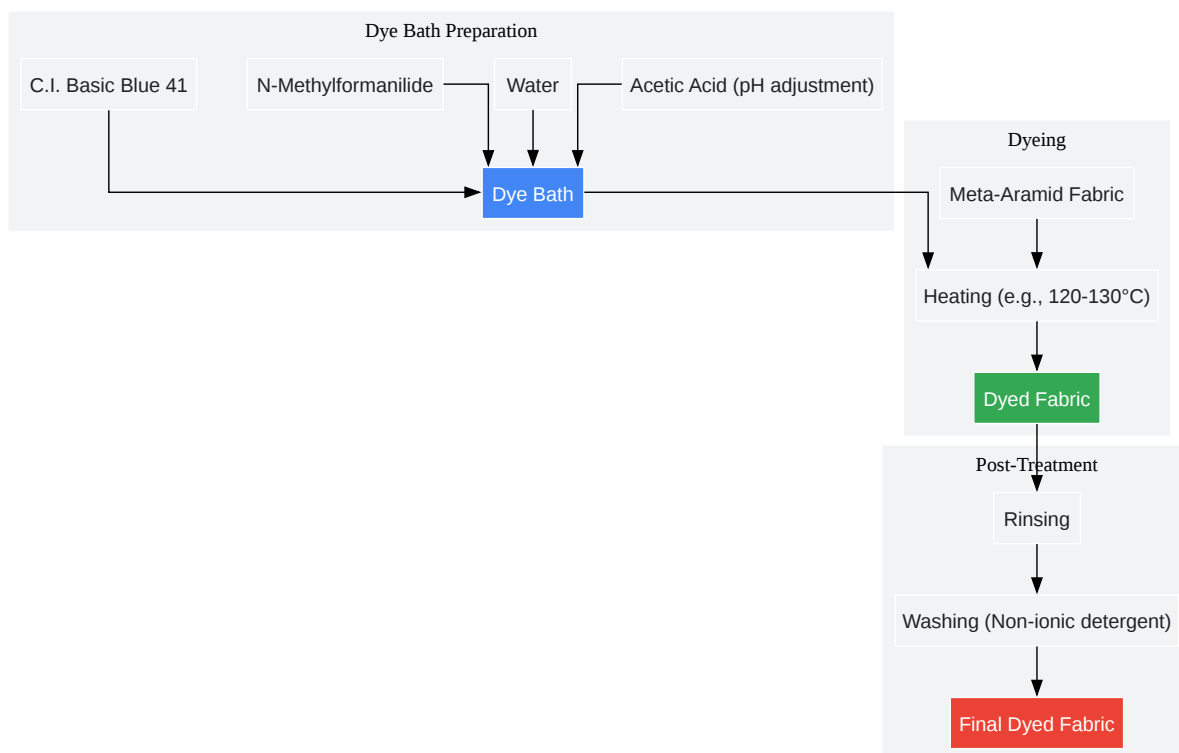 Dye Bath Preparation
C.I. Basic Blue 41
N-Methylformanilide
Water
Acetic Acid (pH adjustment)
Dye Bath
Dyeing
Meta-Aramid Fabric
Heating (e.g., 120-130°C)
Dyed Fabric
Post-Treatment
Rinsing
Washing (Non-ionic detergent)
Final Dyed Fabric